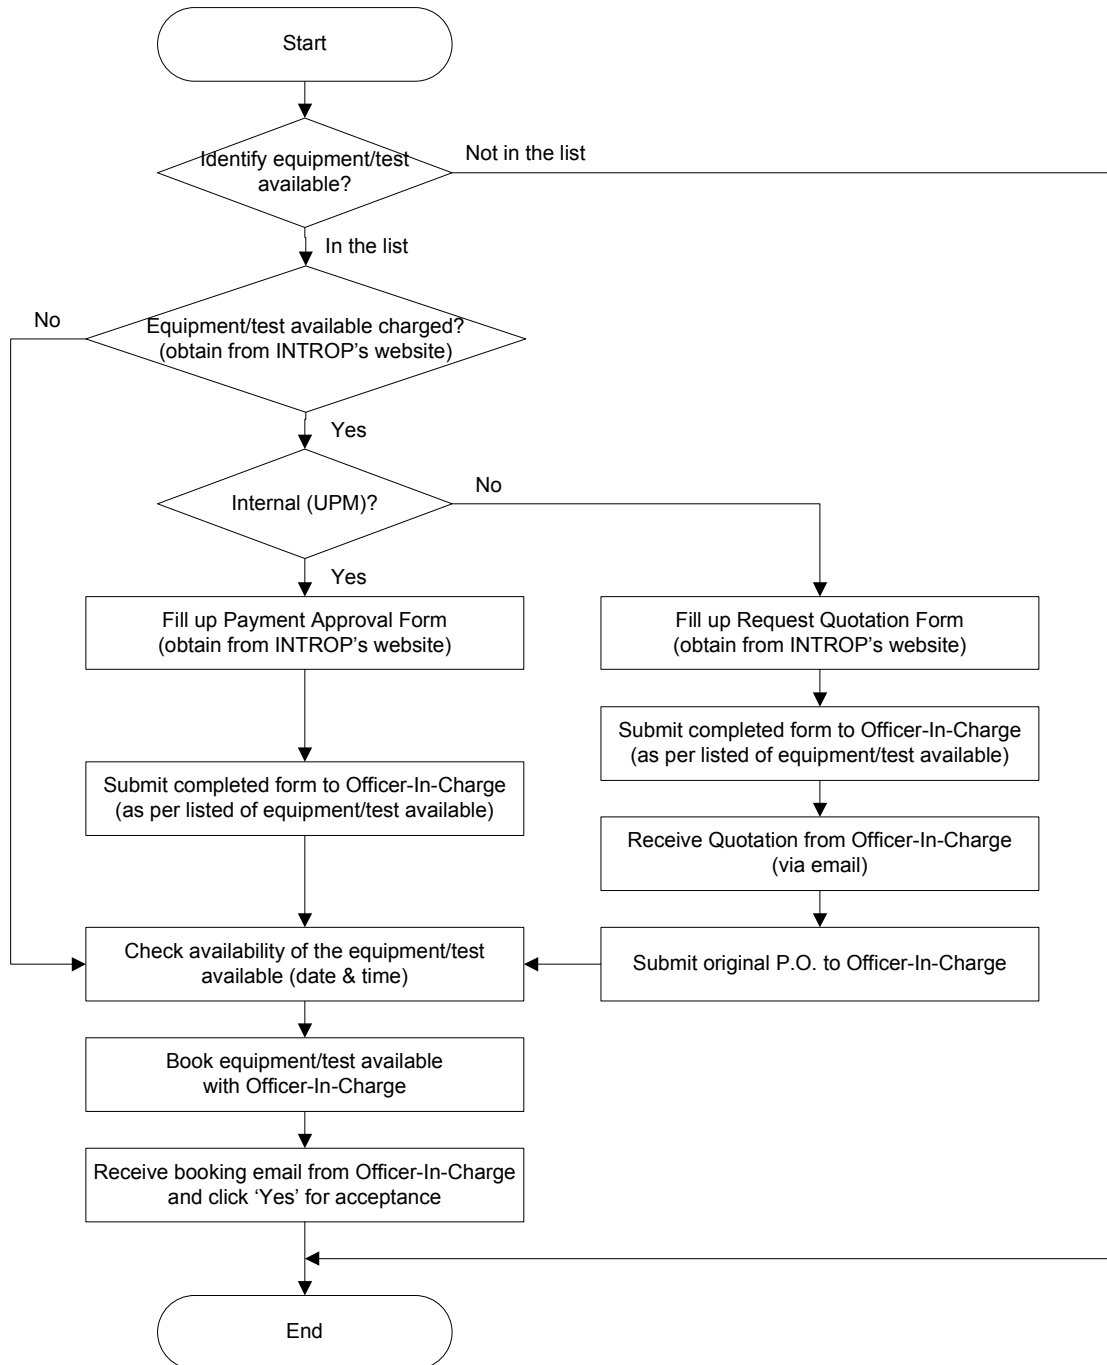 Start
Identify equipment/test
available?
Not in the list
In the list
No
Equipment/test available charged?
(obtain from INTROP’s website)
Yes
Internal (UPM)?
No
Yes
Fill up Payment Approval Form
(obtain from INTROP’s website)
Fill up Request Quotation Form
(obtain from INTROP’s website)
Submit completed form to Officer-In-Charge
(as per listed of equipment/test available)
Submit completed form to Officer-In-Charge
(as per listed of equipment/test available)
Receive Quotation from Officer-In-Charge
(via email)
Check availability of the equipment/test
available (date & time)
Submit original P.O. to Officer-In-Charge
Book equipment/test available
with Officer-In-Charge
Receive booking email from Officer-In-Charge
and click ‘Yes’ for acceptance
End